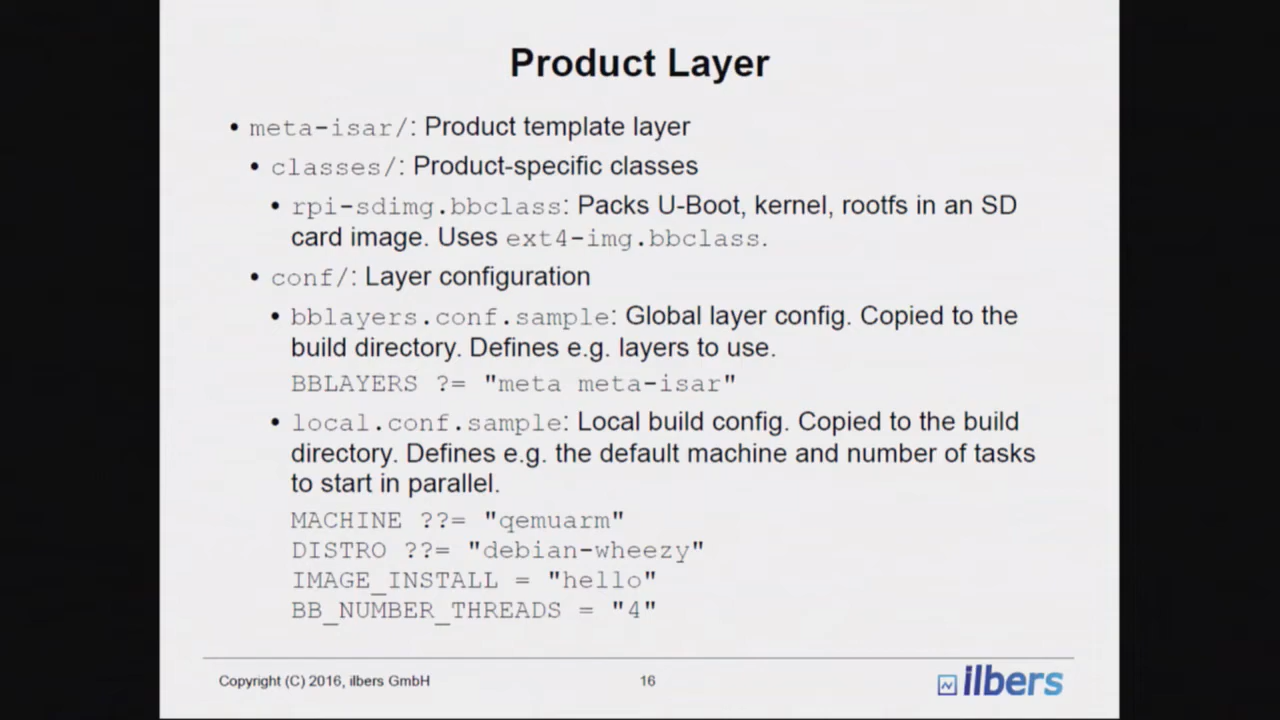 Product Layer
• meta-isar/: Product template layer
• classes/: Product-specific classes
• rpi-sdimg.bbclass: Packs U-Boot, kernel, rootfs in an SD
card image. Uses ext4-img.bbclass.
• conf/: Layer configuration
• bblayers.conf.sample: Global layer config. Copied to the
build directory. Defines e.g. layers to use.
BBLAYERS ?= "meta meta-isar"
• local.conf.sample: Local build config. Copied to the build
directory. Defines e.g. the default machine and number of tasks
to start in parallel.
MACHINE ??= "qemuarm"
DISTRO ??= "debian-wheezy"
IMAGE_INSTALL = "hello"
BB_NUMBER_THREADS = "4"
Copyright (C) 2016, ilbers GmbH
16
ilbers